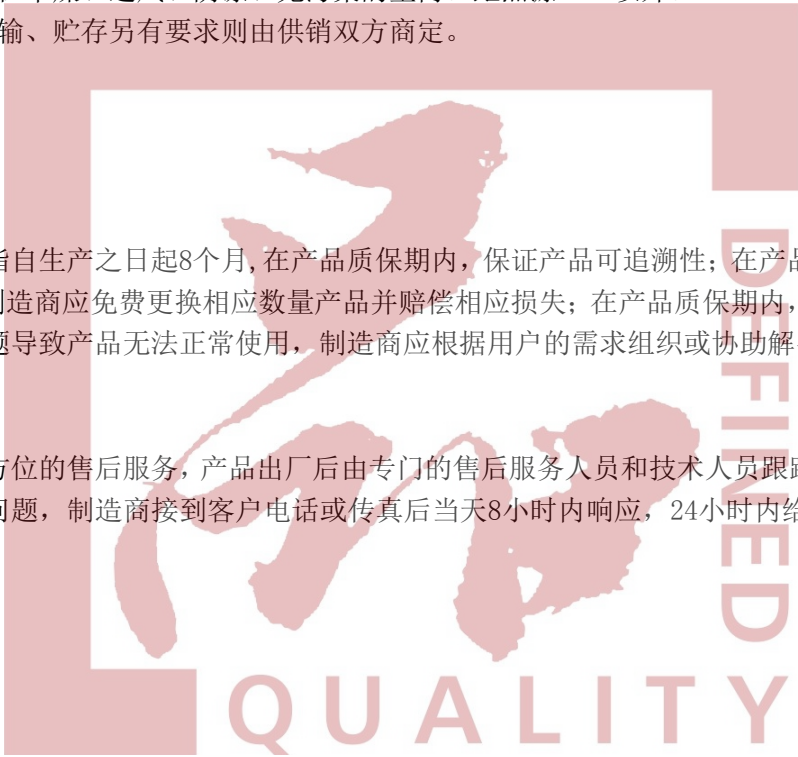 输、贮存另有要求则由供销双方商定。
指自生产之日起8个月,在产品质保期内,保证产品可追溯性;在产品
制造商应免费更换相应数量产品并赔偿相应损失;在产品质保期内,
题导致产品无法正常使用,制造商应根据用户的需求组织或协助解
方位的售后服务,产品出厂后由专门的售后服务人员和技术人员跟踪
问题,制造商接到客户电话或传真后当天8小时内响应,24小时内给
DEFINED
QUALITY